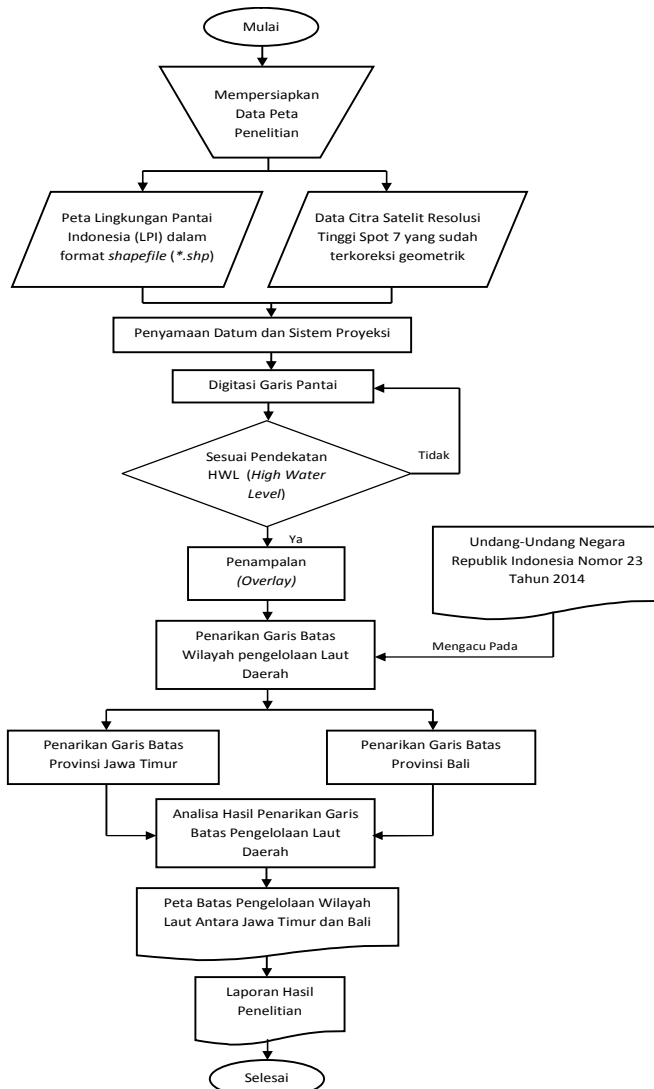 Mulai
Mempersiapkan
Data Peta
Penelitian
Peta Lingkungan Pantai
Indonesia (LPI) dalam
format shapefile (*.shp)
Data Citra Satelit Resolusi
Tinggi Spot 7 yang sudah
terkoreksi geometrik
Penyamaan Datum dan Sistem Proyeksi
Digitasi Garis Pantai
Sesuai Pendekatan
HWL (High Water
Level)
Tidak
Ya
Penampalan
(Overlay)
Undang-Undang Negara
Republik Indonesia Nomor 23
Tahun 2014
Mengacu Pada
Penarikan Garis Batas
Wilayah pengelolaan Laut
Daerah
Penarikan Garis Batas
Provinsi Jawa Timur
Penarikan Garis Batas
Provinsi Bali
Analisa Hasil Penarikan Garis
Batas Pengelolaan Laut
Daerah
Peta Batas Pengelolaan Wilayah
Laut Antara Jawa Timur dan Bali
Laporan Hasil
Penelitian
Selesai